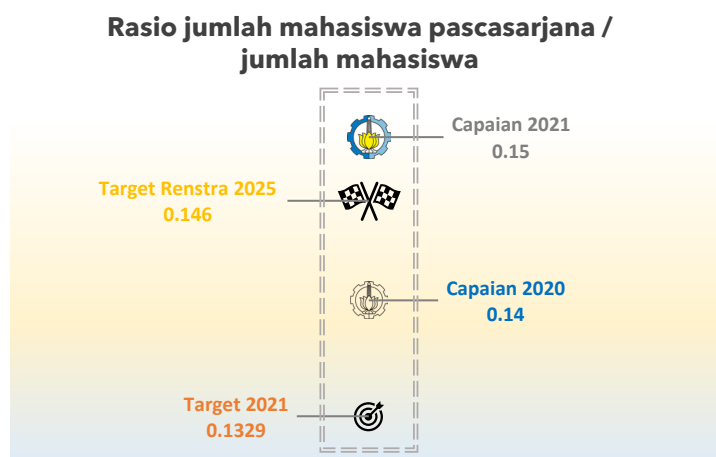 Rasio jumlah mahasiswa pascasarjana /
jumlah mahasiswa
Capaian 2021
0.15
Target Renstra 2025
0.146
Capaian 2020
0.14
Target 2021
0.1329